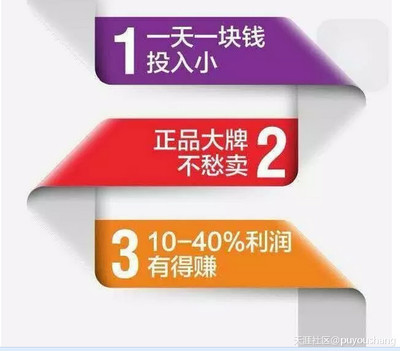 1
一天一块钱
投入小
正品大牌
不愁卖
2
3
10-40%利润
有得赚
天涯社区@puyoushang